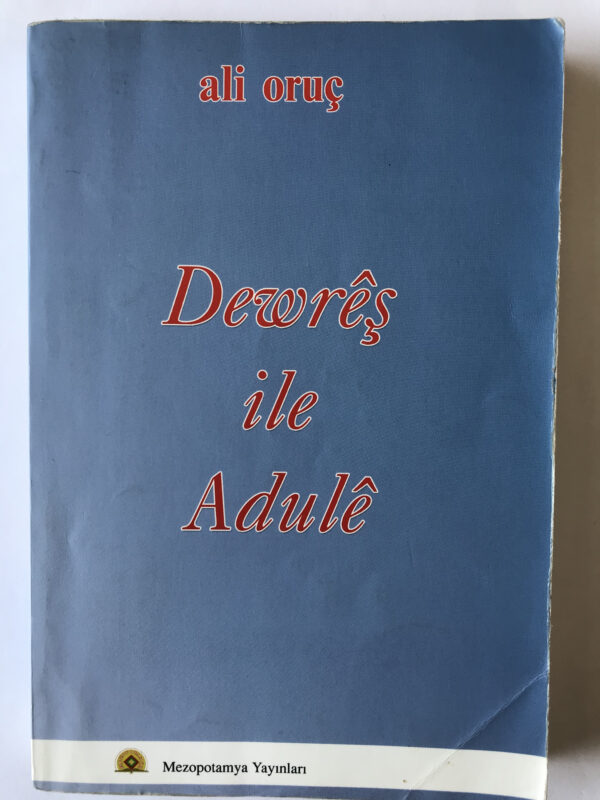 ali oruç
Dewrêş
ile
Adulê
Mezopotamya Yayınları